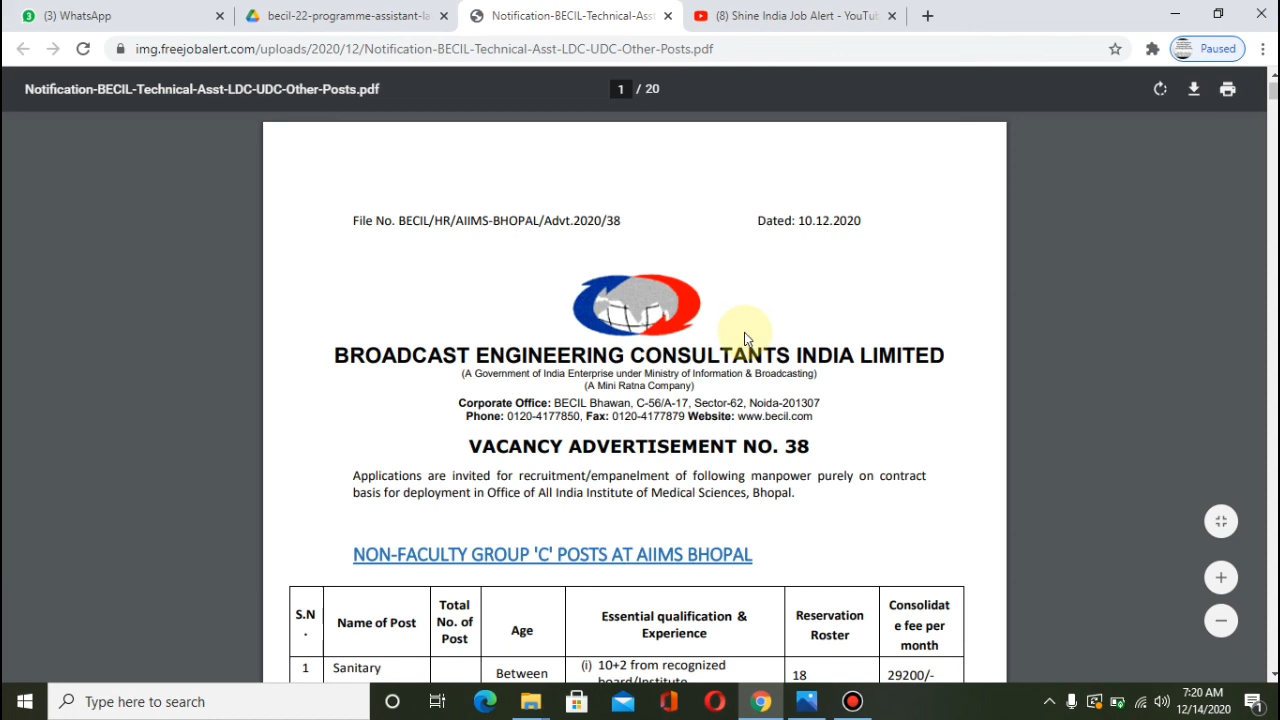 (3) WhatsApp
becil-22-programme-assistant-la
Notification-BECIL-Technical-Asst
(8) Shine India Job Alert - YouTub
img.freejobalert.com/uploads/2020/12/Notification-BECIL-Technical-Asst-LDC-UDC-Other-Posts.pdf
Paused
Notification-BECIL-Technical-Asst-LDC-UDC-Other-Posts.pdf
1 / 20
File No. BECIL/HR/AIIMS-BHOPAL/Advt.2020/38
Dated: 10.12.2020
BROADCAST ENGINEERING CONSULTANTS INDIA LIMITED
(A Government of India Enterprise under Ministry of Information & Broadcasting)
(A Mini Ratna Company)
Corporate Office: BECIL Bhawan, C-56/A-17, Sector-62, Noida-201307
Phone: 0120-4177850, Fax: 0120-4177879 Website: www.becil.com
VACANCY ADVERTISEMENT NO. 38
Applications are invited for recruitment/empanelment of following manpower purely on contract
basis for deployment in Office of All India Institute of Medical Sciences, Bhopal.
NON-FACULTY GROUP 'C' POSTS AT AIIMS BHOPAL
S.N
.
Name of Post
Total
No. of
Post
Age
Essential qualification &
Experience
Reservation
Roster
Consolidat
e fee per
month
1
Sanitary
Between
(i) 10+2 from recognized
board/Institute
18
29200/-
Type here to search
7:20 AM
12/14/2020
1